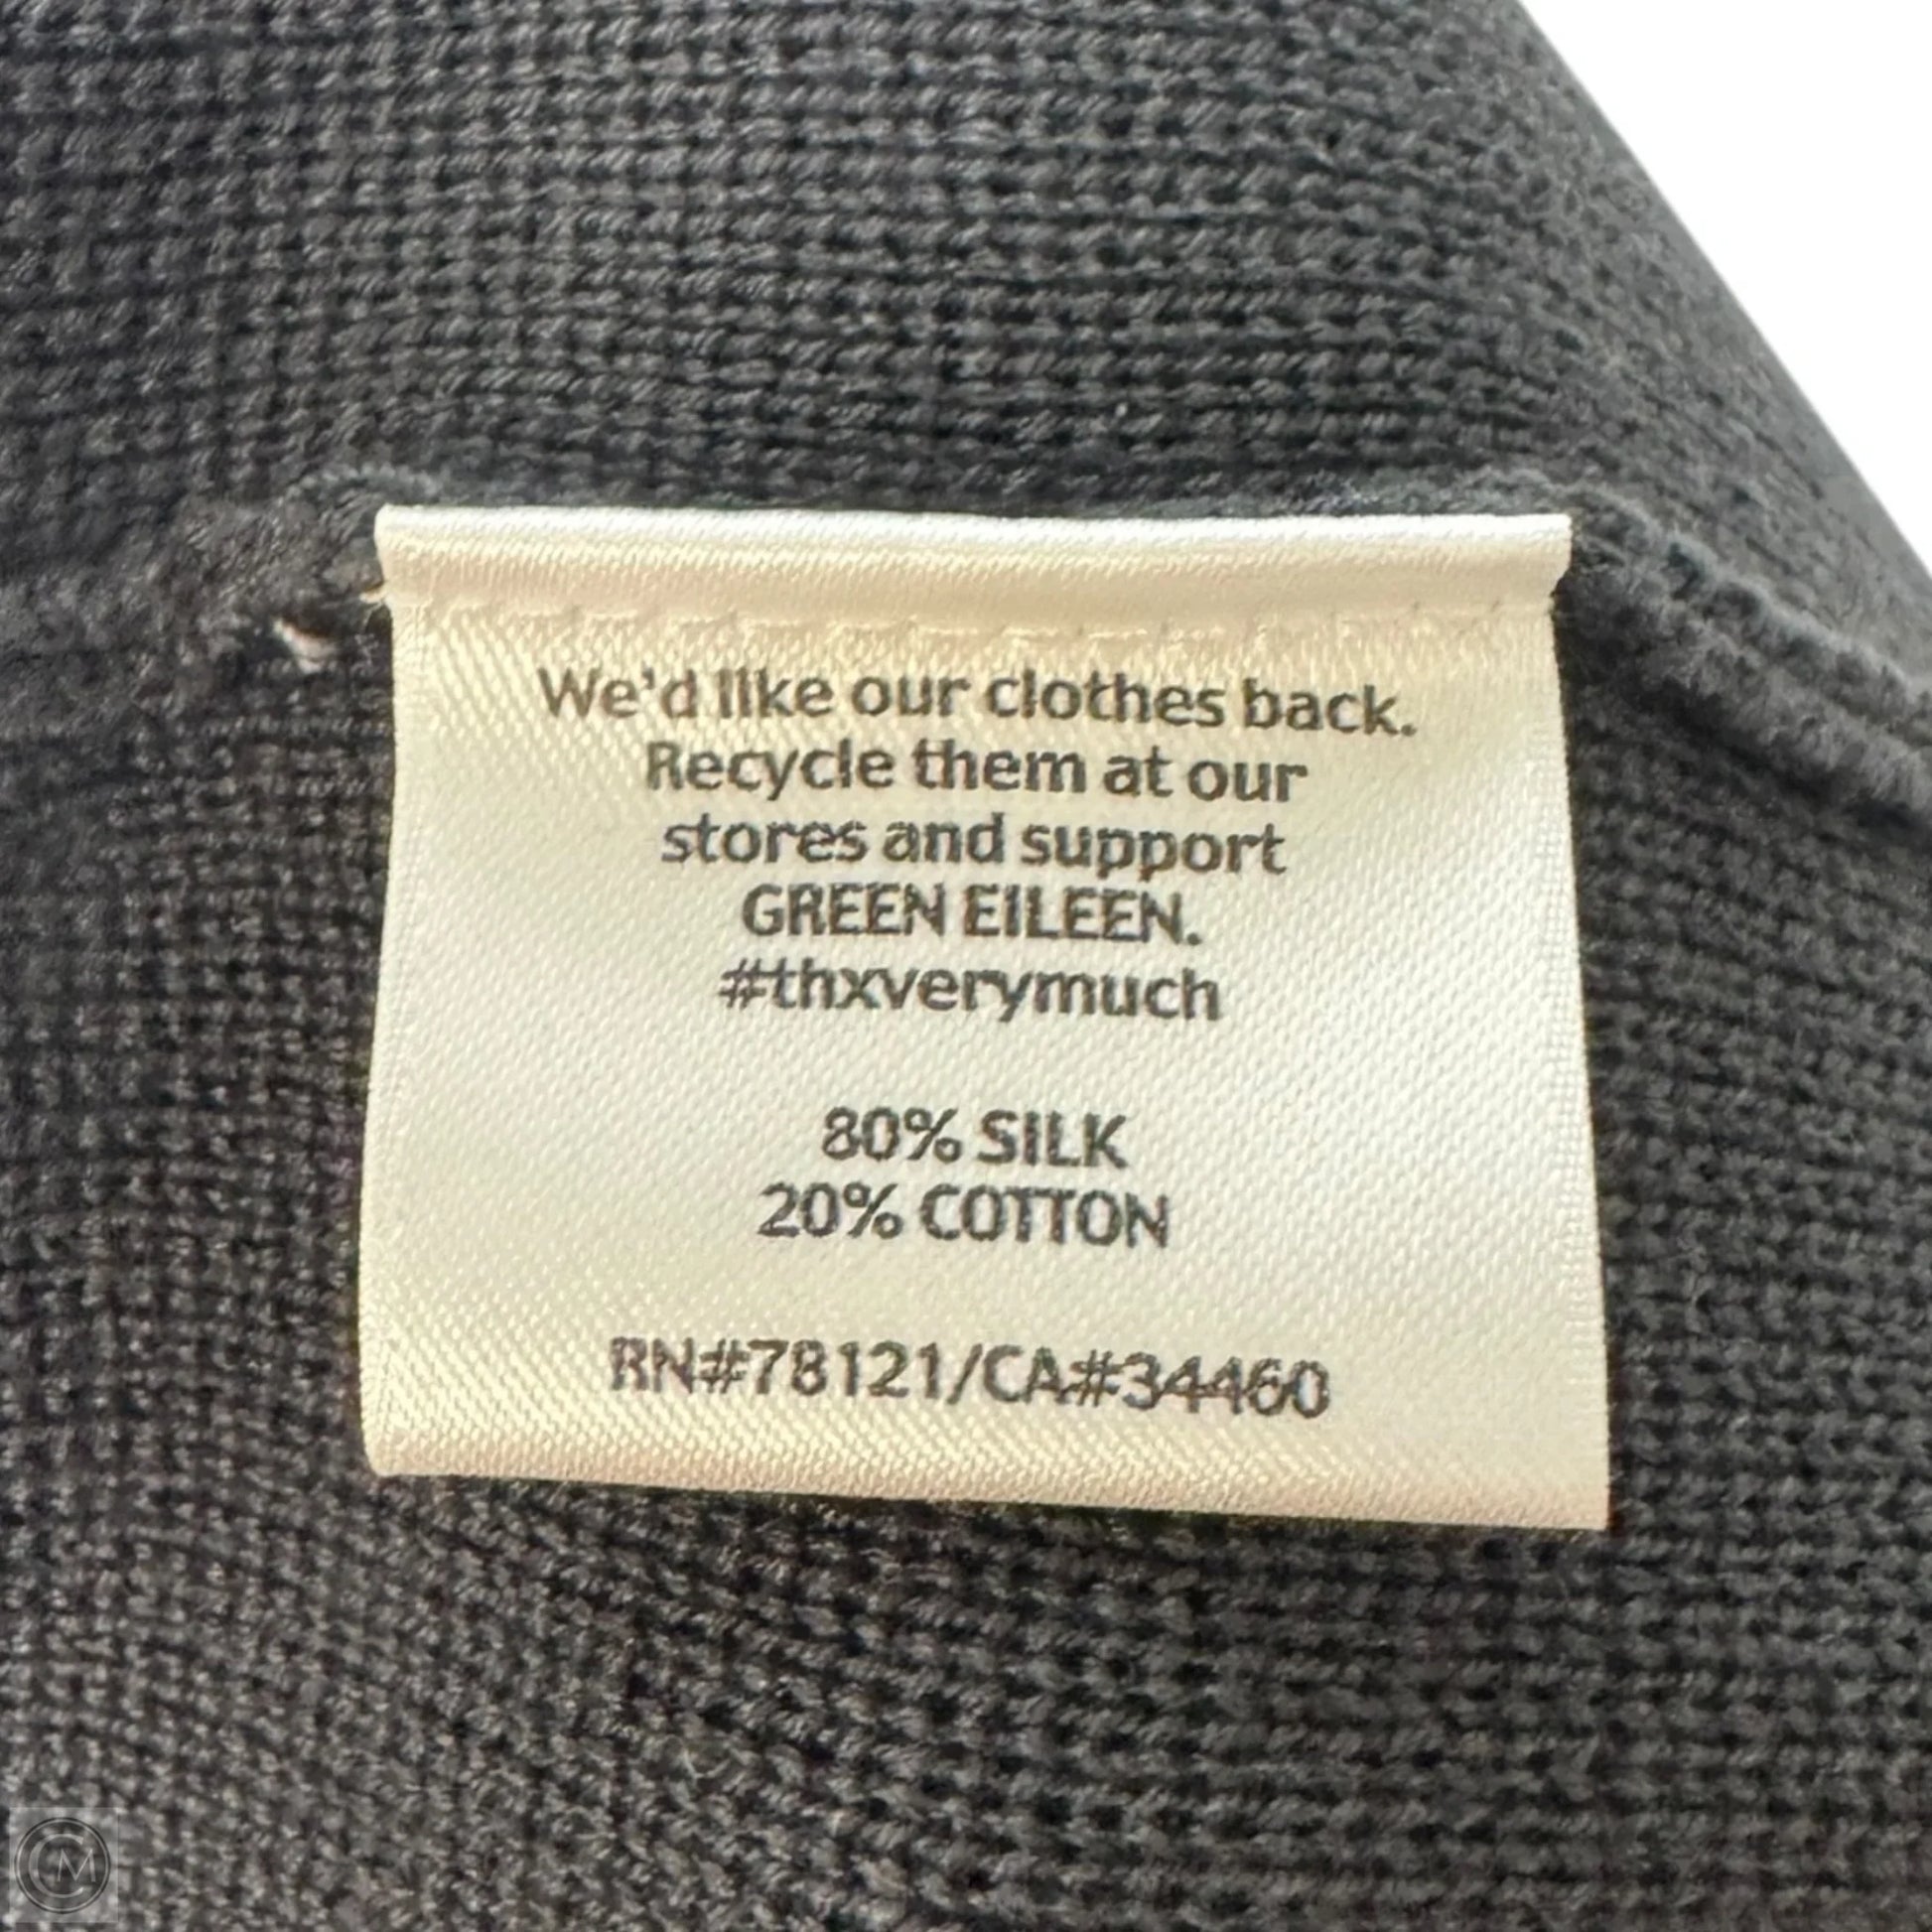 We'd like our clothes back.
Recycle them at our
stores and support
GREEN EILEEN.
#thxverymuch
80% SILK
20% COTTON
RN#78121/CA#34460
CM